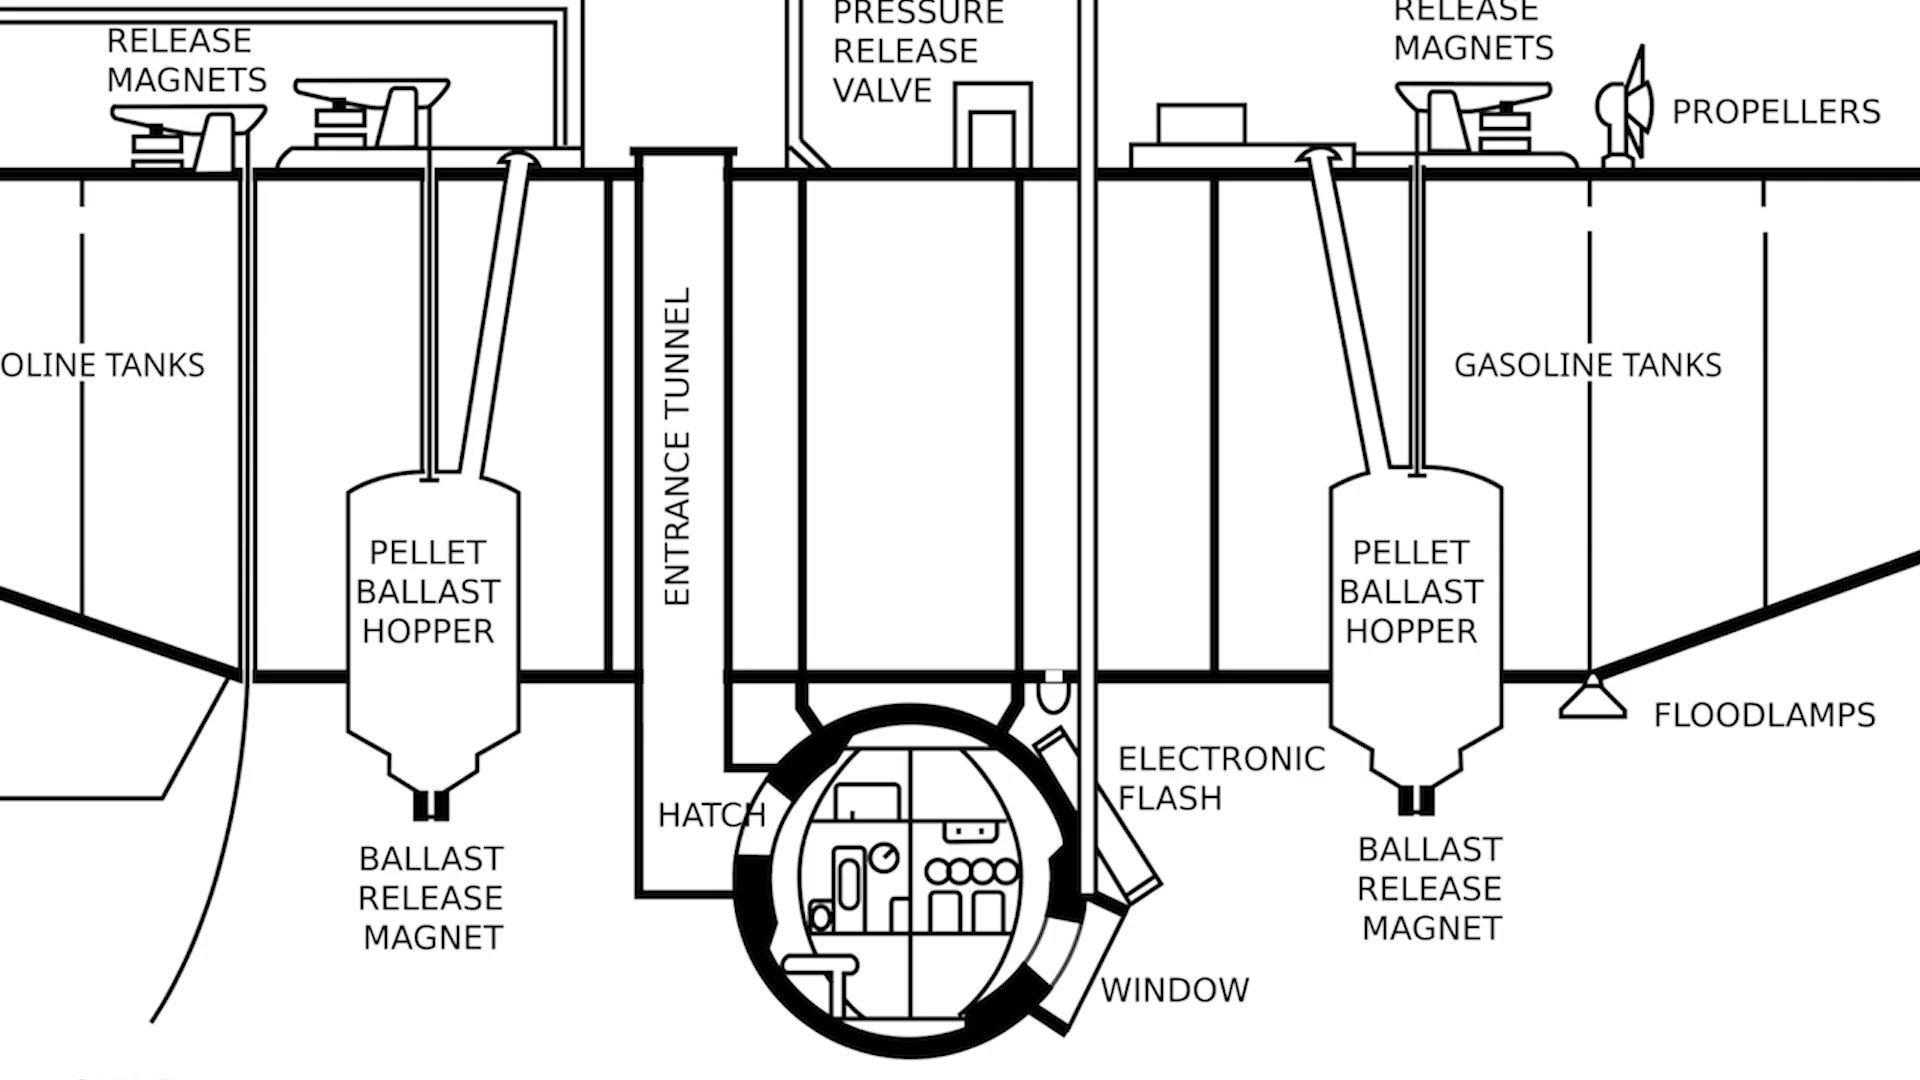 RELEASE
MAGNETS
PRESSURE
RELEASE
VALVE
RELEASE
MAGNETS
PROPELLERS
OLINE TANKS
ENTRANCE TUNNEL
GASOLINE TANKS
PELLET
BALLAST
HOPPER
PELLET
BALLAST
HOPPER
FLOODLAMPS
ELECTRONIC
FLASH
HATCH
BALLAST
RELEASE
MAGNET
BALLAST
RELEASE
MAGNET
WINDOW